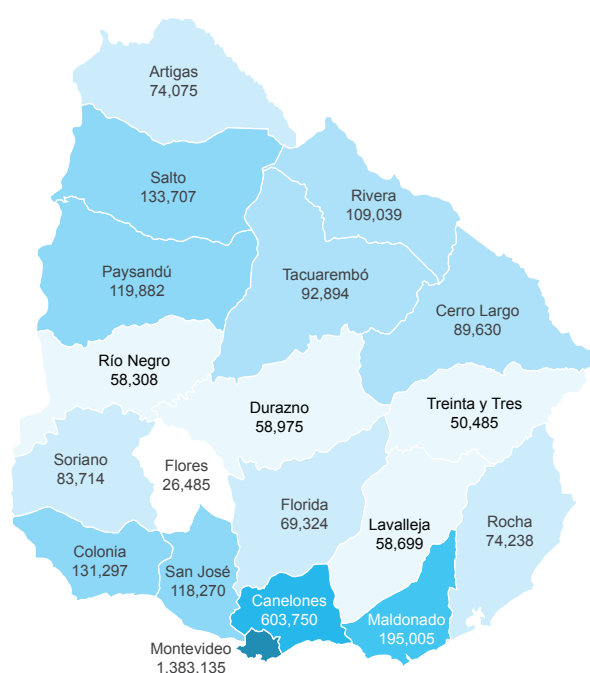 Artigas
74,075
Salto
133,707
Rivera
109,039
Paysandú
119,882
Tacuarembó
92,894
Cerro Largo
89,630
Río Negro
58,308
Durazno
58,975
Treinta y Tres
50,485
Soriano
83,714
Flores
26,485
Florida
69,324
Lavalleja
58,699
Rocha
74,238
Colonia
131,297
San José
118,270
Canelones
603,750
Maldonado
195,005
Montevideo
1,383,135